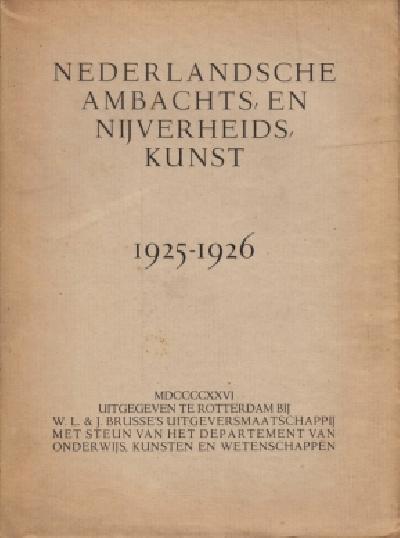 NEDERLANDSCHE
AMBACHTS, EN
NIJVERHEIDS,
KUNST
1925-1926
MDCCCCXXVI
UITGEGEVEN TE ROTTERDAM BIJ
W. L. & J. BRUSSE'S UITGEVERSMAATSCHAPPIJ
MET STEUN VAN HET DEPARTEMENT VAN
ONDERWIJS, KUNSTEN EN WETENSCHAPPEN